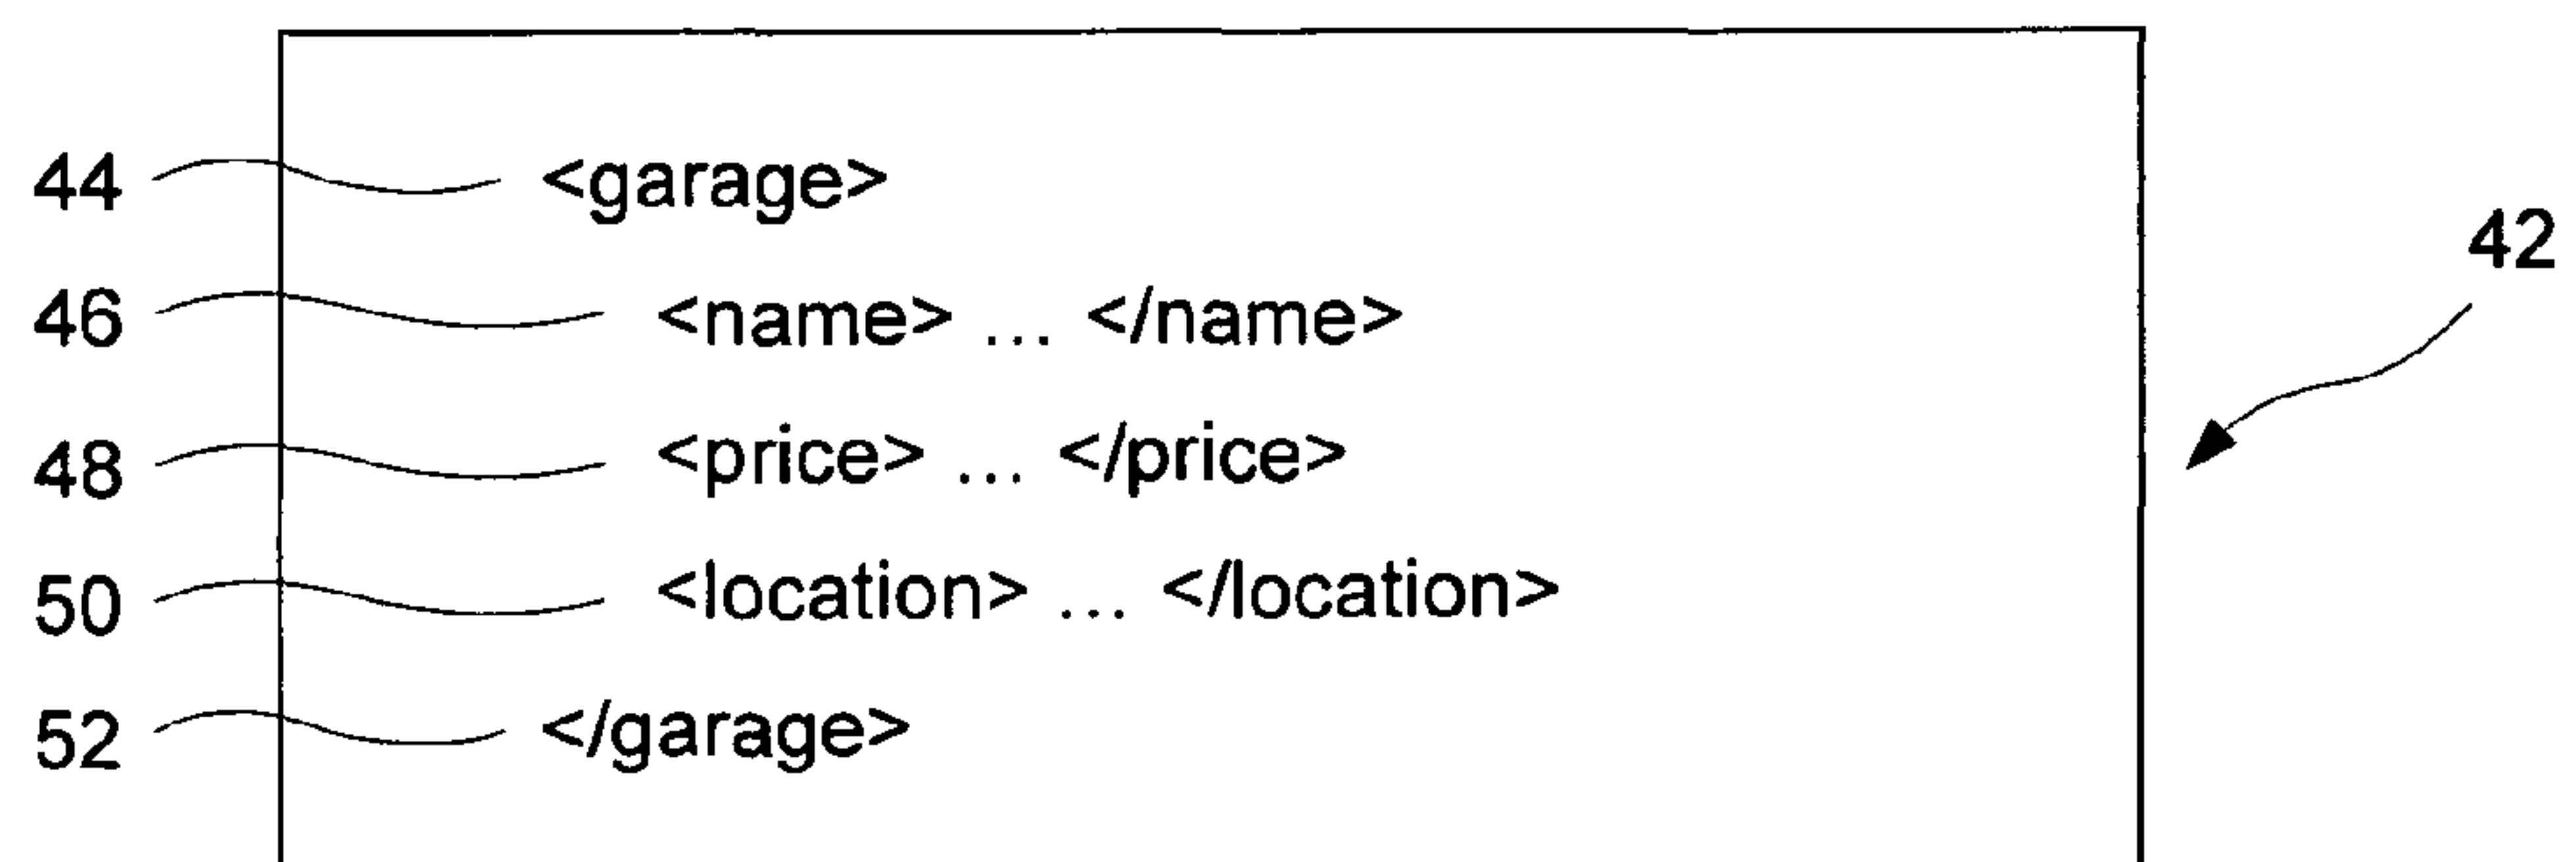 44 <garage>
42
46 <name> ... </name>
48 <price> ... </price>
50 <location> ... </location>
52 </garage>